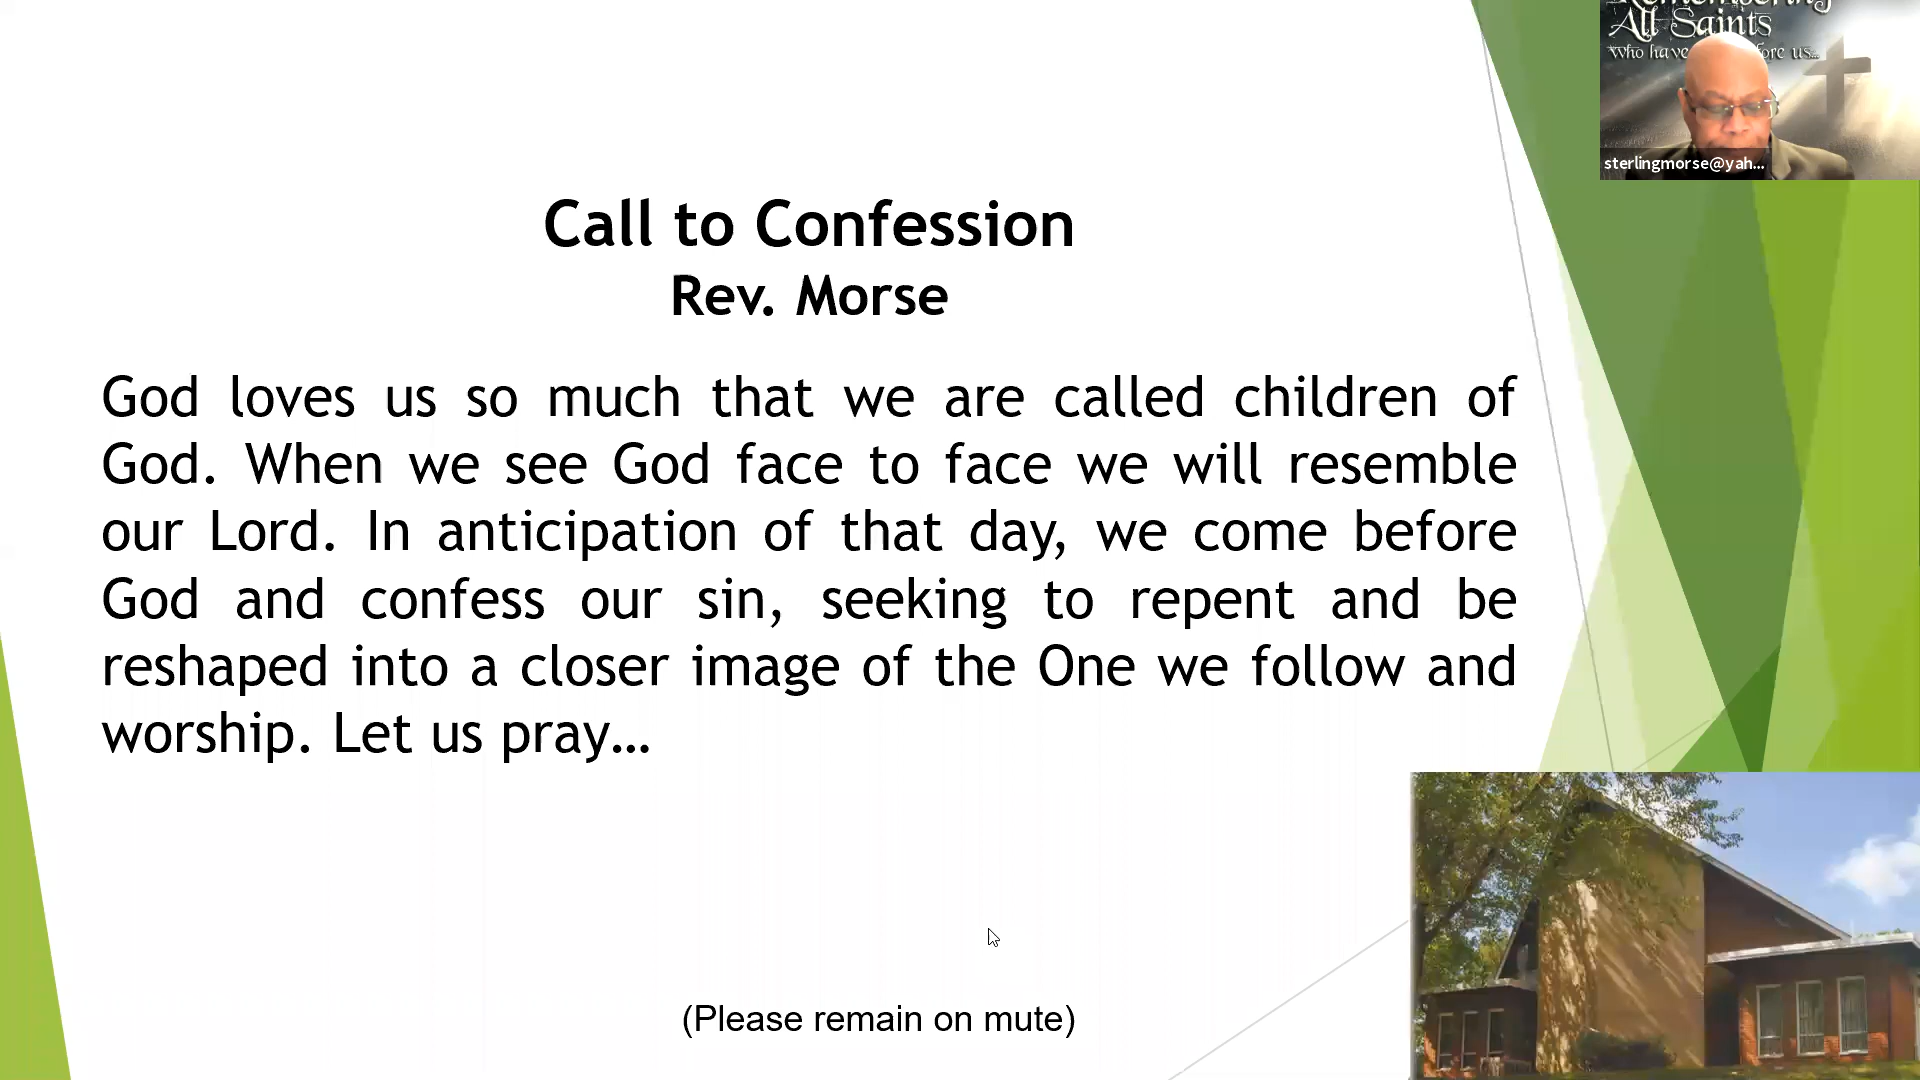 Remembering
All Saints
Who have fore us...
sterlingmorse@yah...
Call to Confession
Rev. Morse
God loves us so much that we are called children of
God. When we see God face to face we will resemble
our Lord. In anticipation of that day, we come before
God and confess our sin, seeking to repent and be
reshaped into a closer image of the One we follow and
worship. Let us pray…
(Please remain on mute)